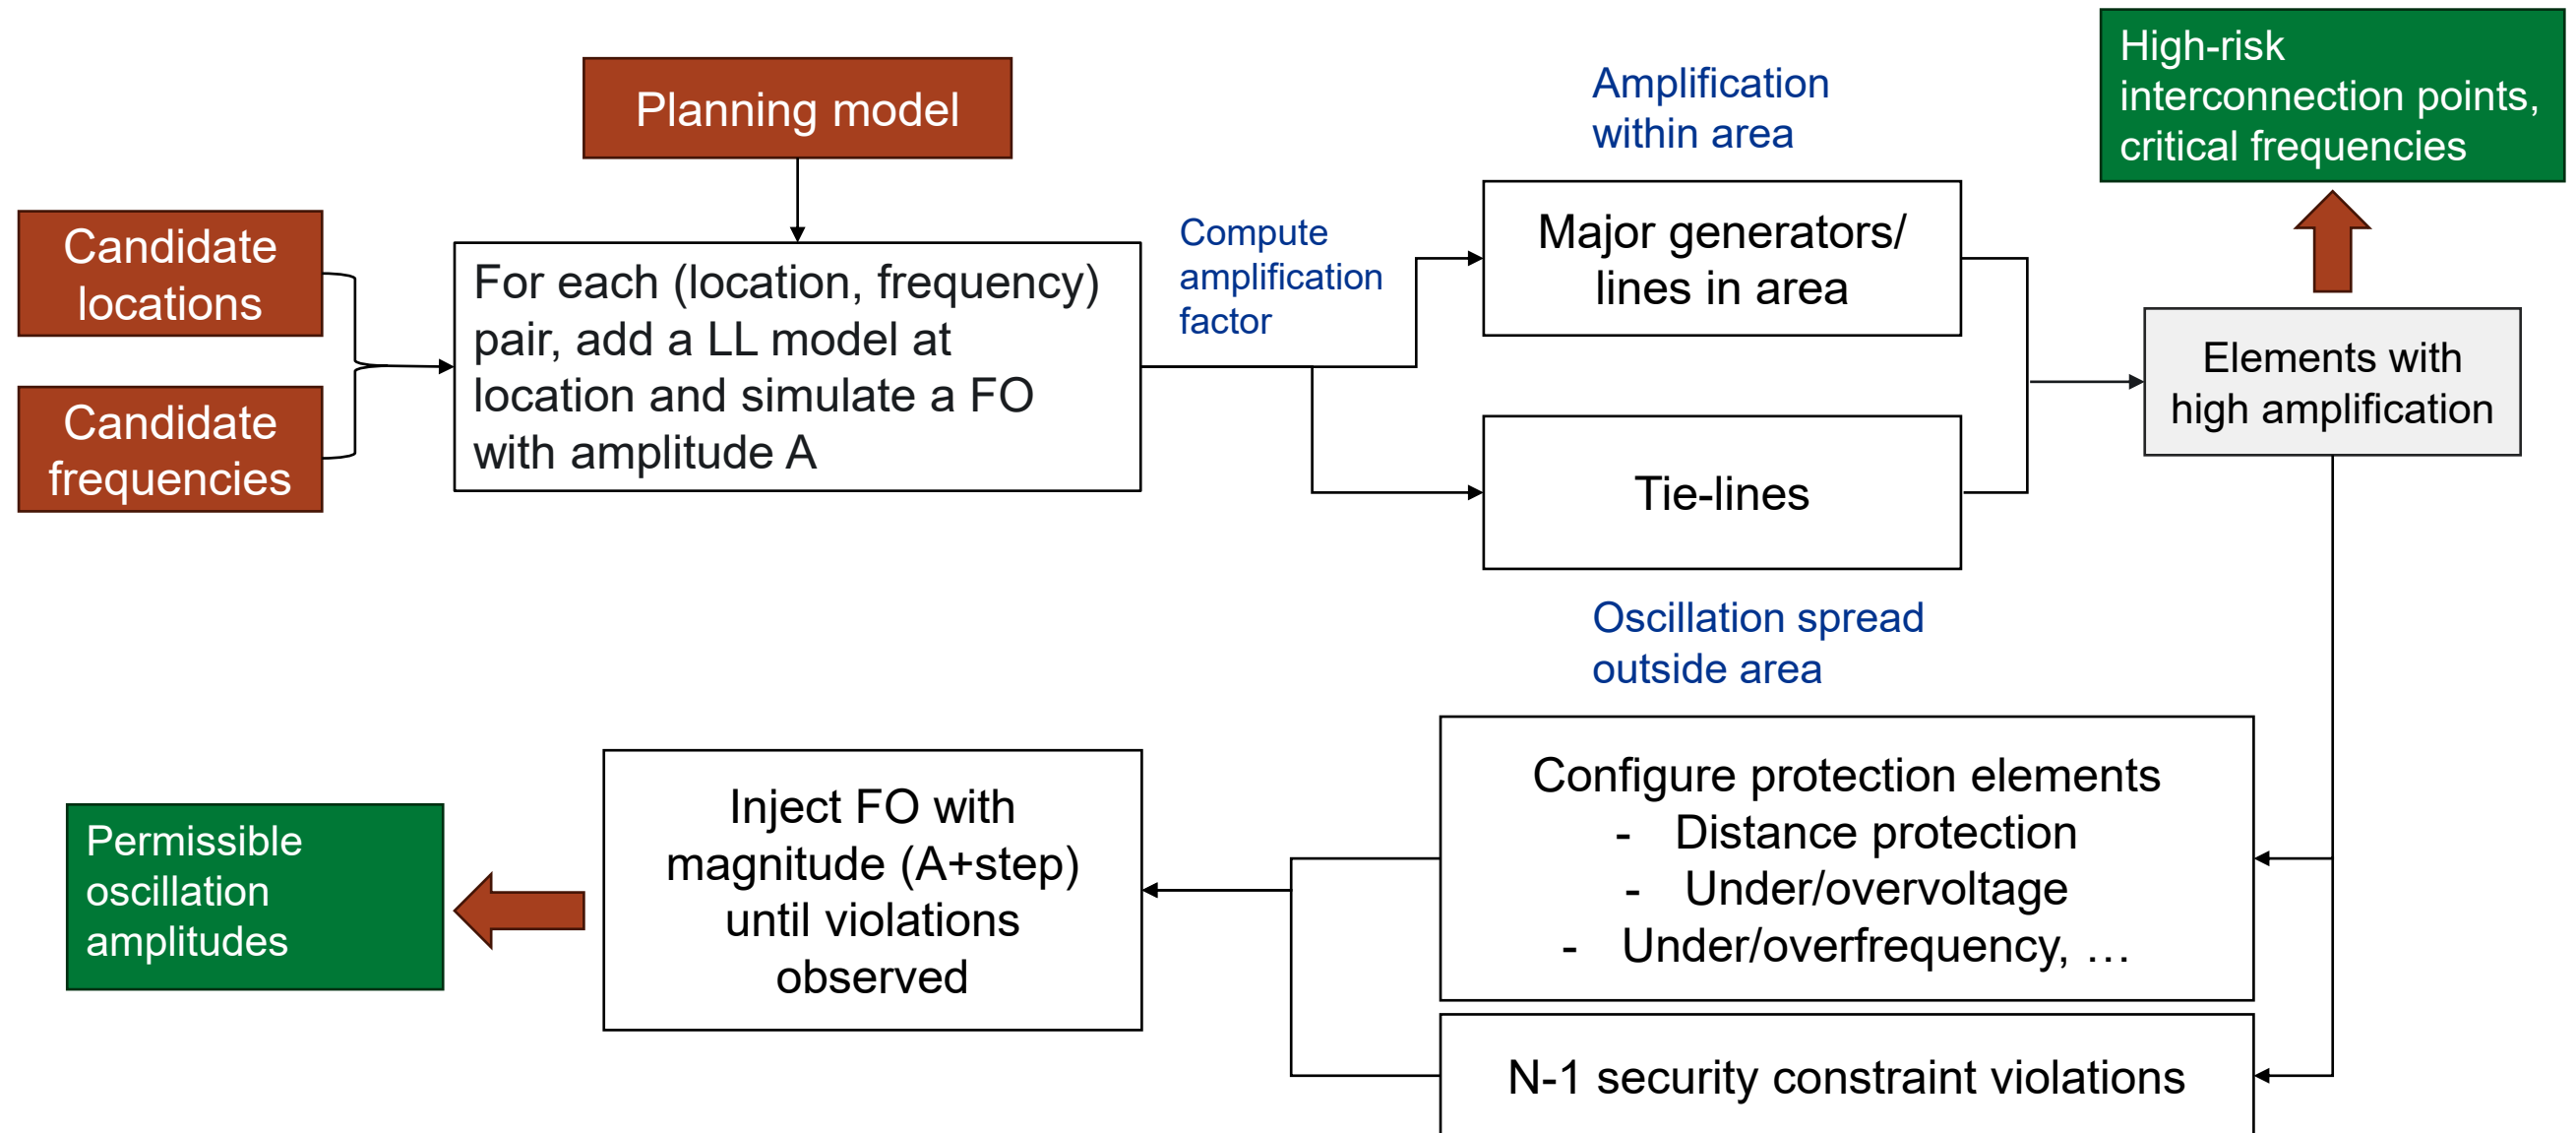 Planning model
Candidate
locations
Candidate
frequencies
For each (location, frequency)
pair, add a LL model at
location and simulate a FO
with amplitude A
Compute
amplification
factor
Amplification
within area
Major generators/
lines in area
Tie-lines
Oscillation spread
outside area
High-risk
interconnection points,
critical frequencies
Elements with
high amplification
Configure protection elements
- Distance protection
- Under/overvoltage
- Under/overfrequency, …
N-1 security constraint violations
Inject FO with
magnitude (A+step)
until violations
observed
Permissible
oscillation
amplitudes